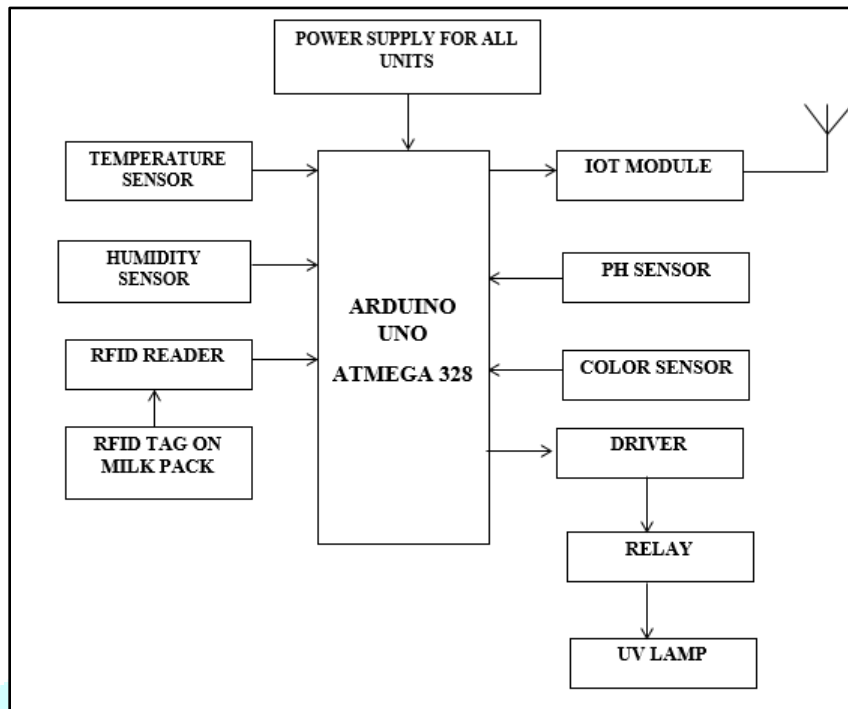 POWER SUPPLY FOR ALL
UNITS
TEMPERATURE
SENSOR
HUMIDITY
SENSOR
RFID READER
RFID TAG ON
MILK PACK
ARDUINO
UNO
ATMEGA 328
IOT MODULE
PH SENSOR
COLOR SENSOR
DRIVER
RELAY
UV LAMP